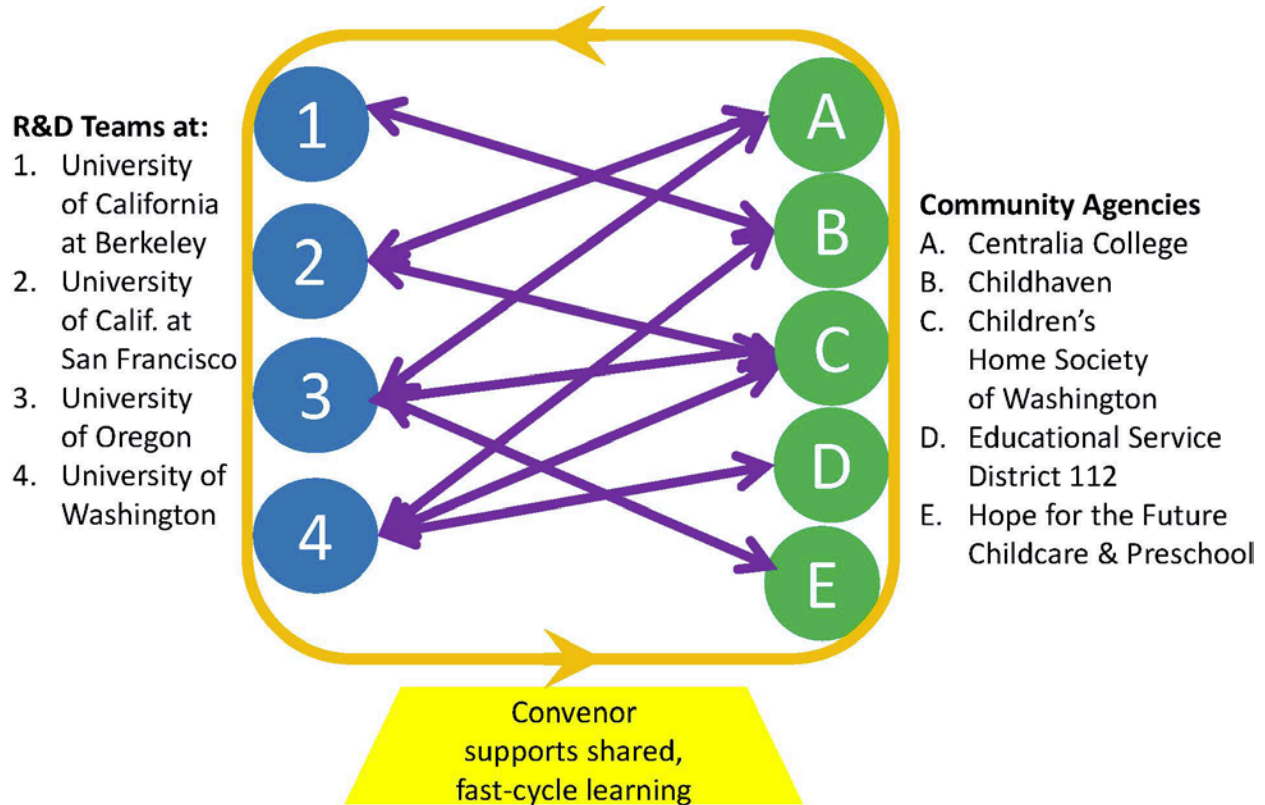 R&D Teams at:
1. University
of California
at Berkeley
2. University
of Calif. at
San Francisco
3. University
of Oregon
4. University of
Washington
1
2
3
4
A
B
C
D
E
Community Agencies
A. Centralia College
B. Childhaven
C. Children’s
Home Society
of Washington
D. Educational Service
District 112
E. Hope for the Future
Childcare & Preschool
Convenor
supports shared,
fast-cycle learning